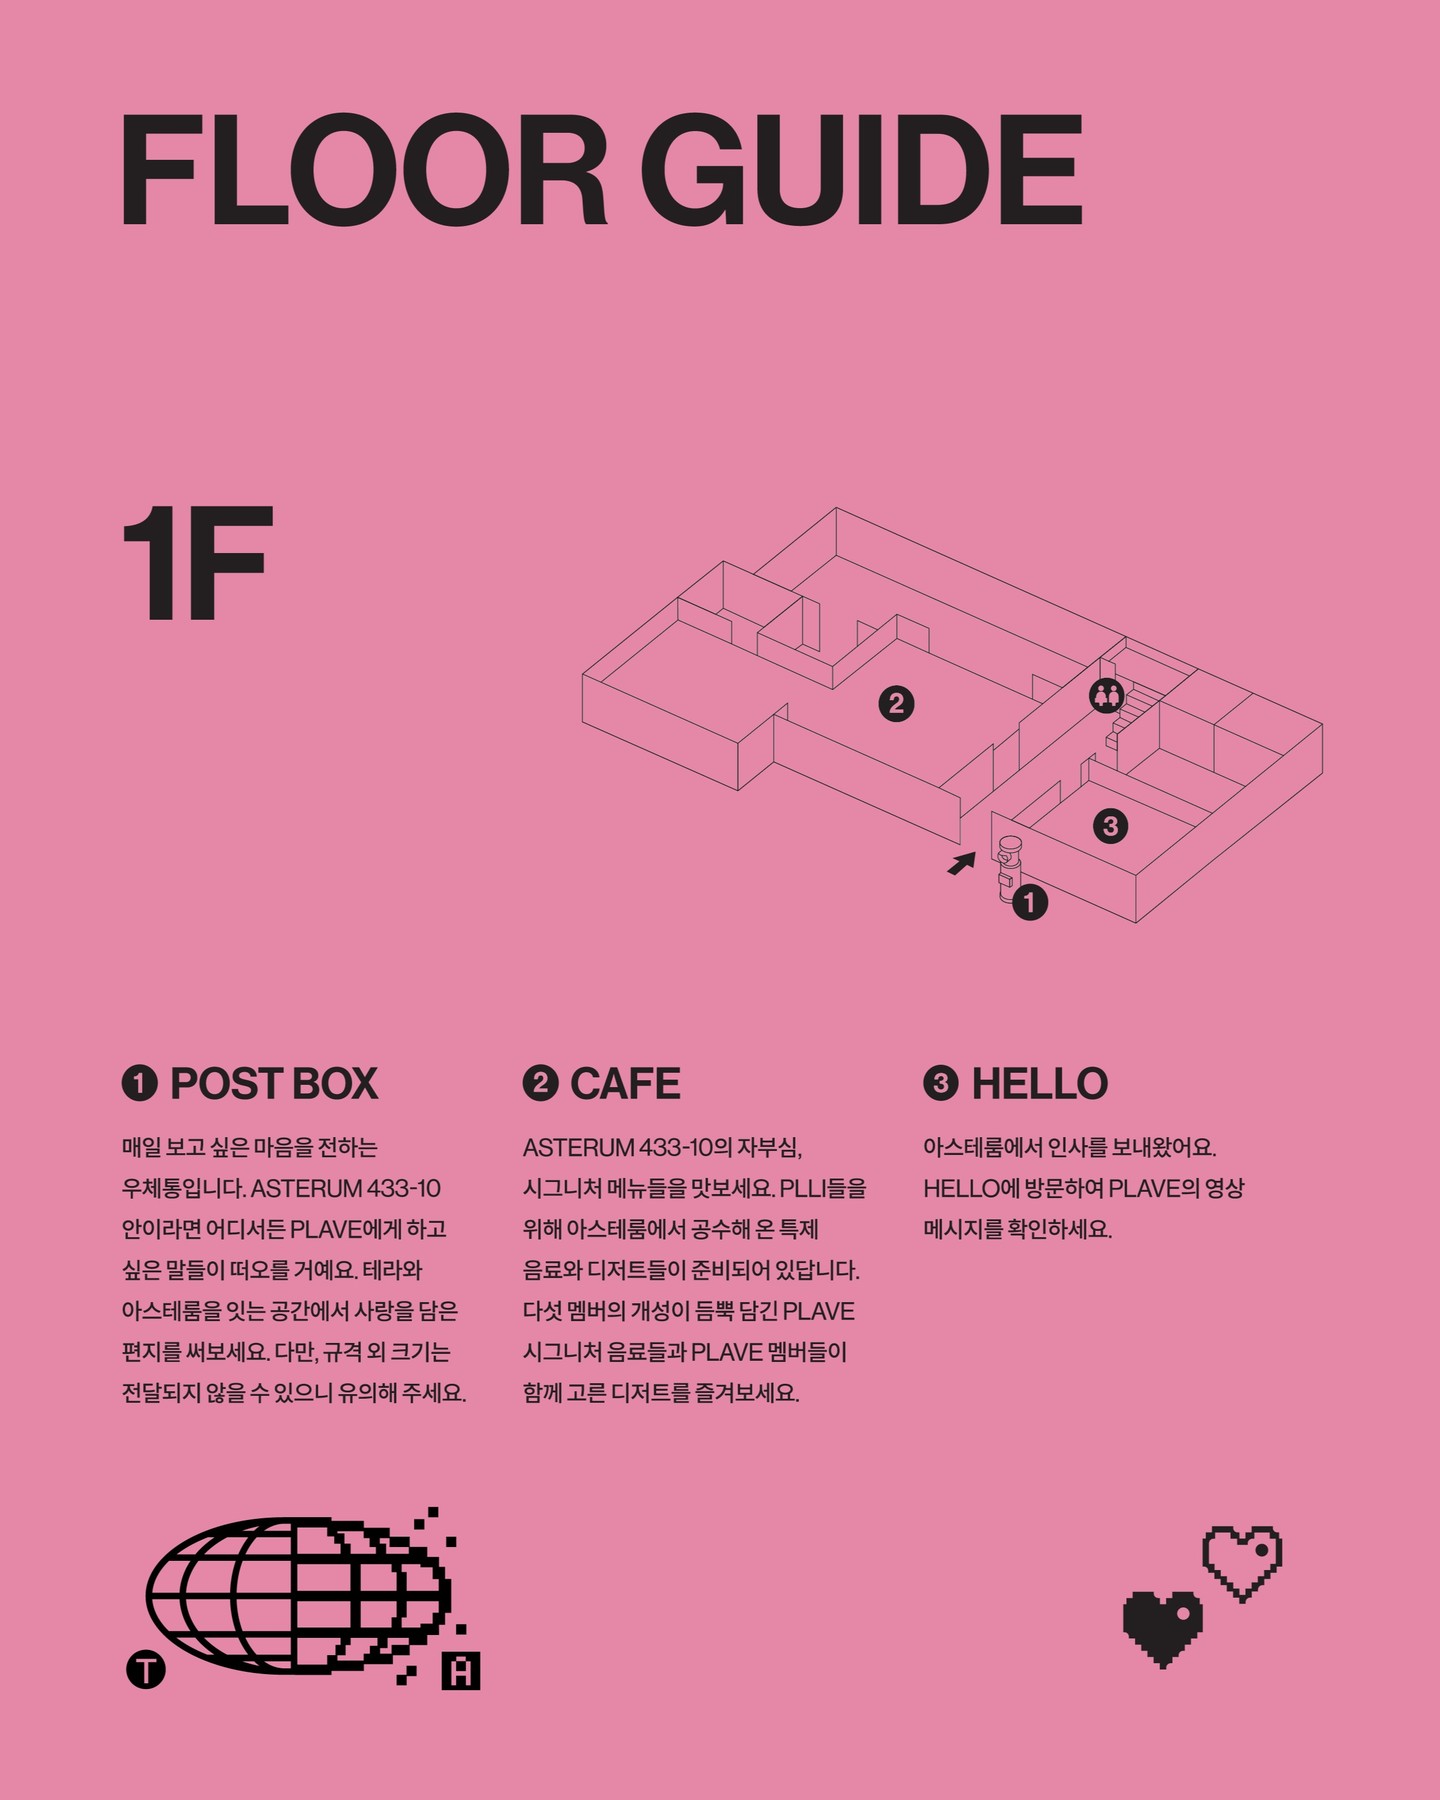 FLOOR GUIDE
1F
2
3
1
1 POST BOX
매일 보고 싶은 마음을 전하는
우체통입니다. ASTERUM 433-10
안이라면 어디서든 PLAVE에게 하고
싶은 말들이 떠오를 거예요. 테라와
아스테룸을 잇는 공간에서 사랑을 담은
편지를 써보세요. 다만, 규격 외 크기는
전달되지 않을 수 있으니 유의해 주세요.
2 CAFE
ASTERUM 433-10의 자부심,
시그니처 메뉴들을 맛보세요. PLLI들을
위해 아스테룸에서 공수해 온 특제
음료와 디저트들이 준비되어 있답니다.
다섯 멤버의 개성이 듬뿍 담긴 PLAVE
시그니처 음료들과 PLAVE 멤버들이
함께 고른 디저트를 즐겨보세요.
3 HELLO
아스테룸에서 인사를 보내왔어요.
HELLO에 방문하여 PLAVE의 영상
메시지를 확인하세요.
T
A